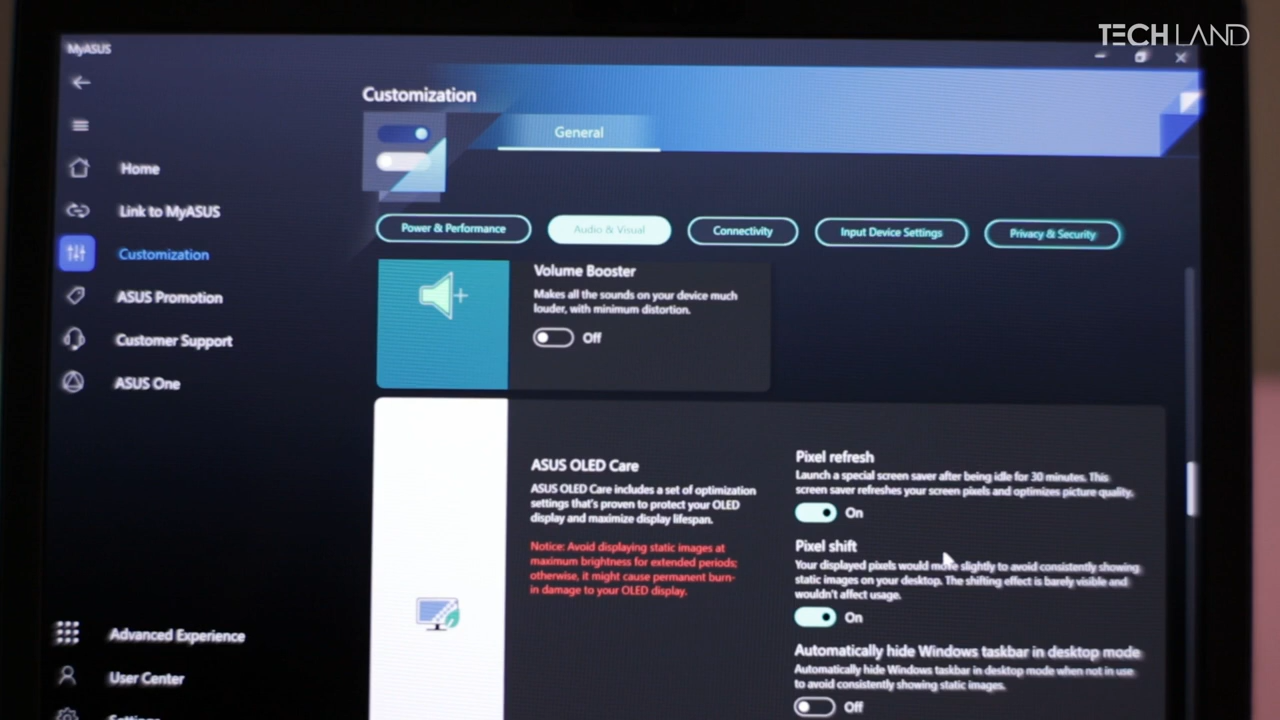 TECHLAND
MyASUS
Customization
General
Home
Link to MyASUS
Customization
ASUS Promotion
Customer Support
ASUS One
Advanced Experience
User Center
Settings
Power & Performance
Audio & Visual
Connectivity
Input Device Settings
Privacy & Security
Volume Booster
Makes all the sounds on your device much
louder, with minimum distortion.
Off
ASUS OLED Care
ASUS OLED Care includes a set of optimization
settings that's proven to protect your OLED
display and maximize display lifespan.
Notice: Avoid displaying static images at
maximum brightness for extended periods;
otherwise, it might cause permanent burn-
in damage to your OLED display.
Pixel refresh
Launch a special screen saver after being idle for 30 minutes. This
screen saver refreshes your screen pixels and optimizes picture quality.
On
Pixel shift
Your displayed pixels would move slightly to avoid consistently showing
static images on your desktop. The shifting effect is barely visible and
wouldn't affect usage.
On
Automatically hide Windows taskbar in desktop mode
Automatically hide Windows taskbar in desktop mode when not in use
to avoid consistently showing static images.
Off